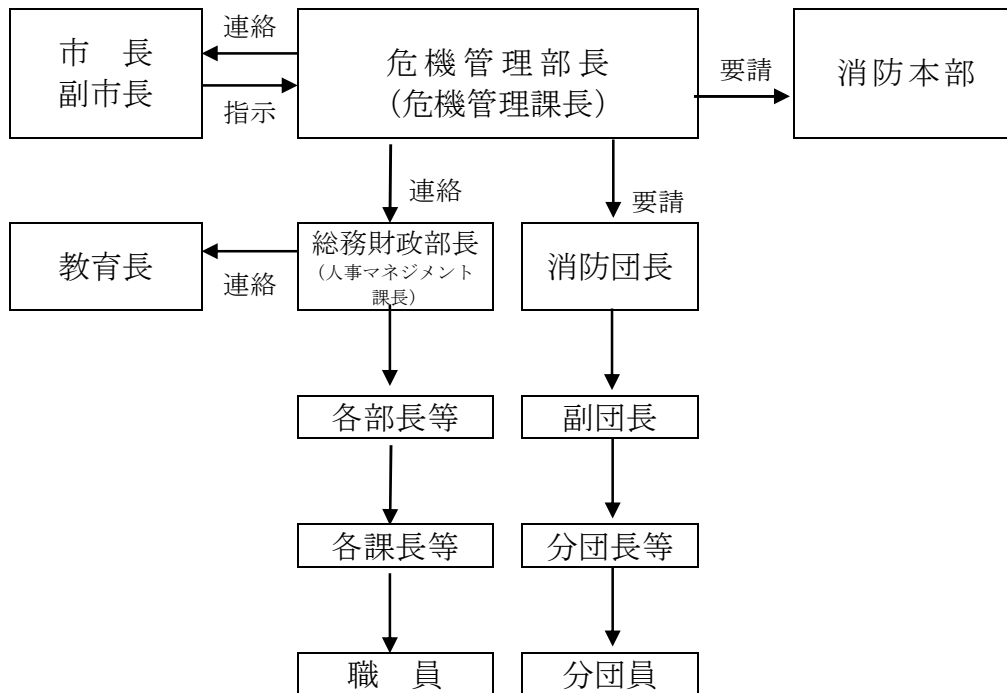 連絡
市　長
副市長
指示
危機管理部長
(危機管理課長)
要請
消防本部
連絡
要請
教育長
連絡
総務財政部長
(人事マネジメント
課長)
消防団長
各部長等
副団長
各課長等
分団長等
職　員
分団員